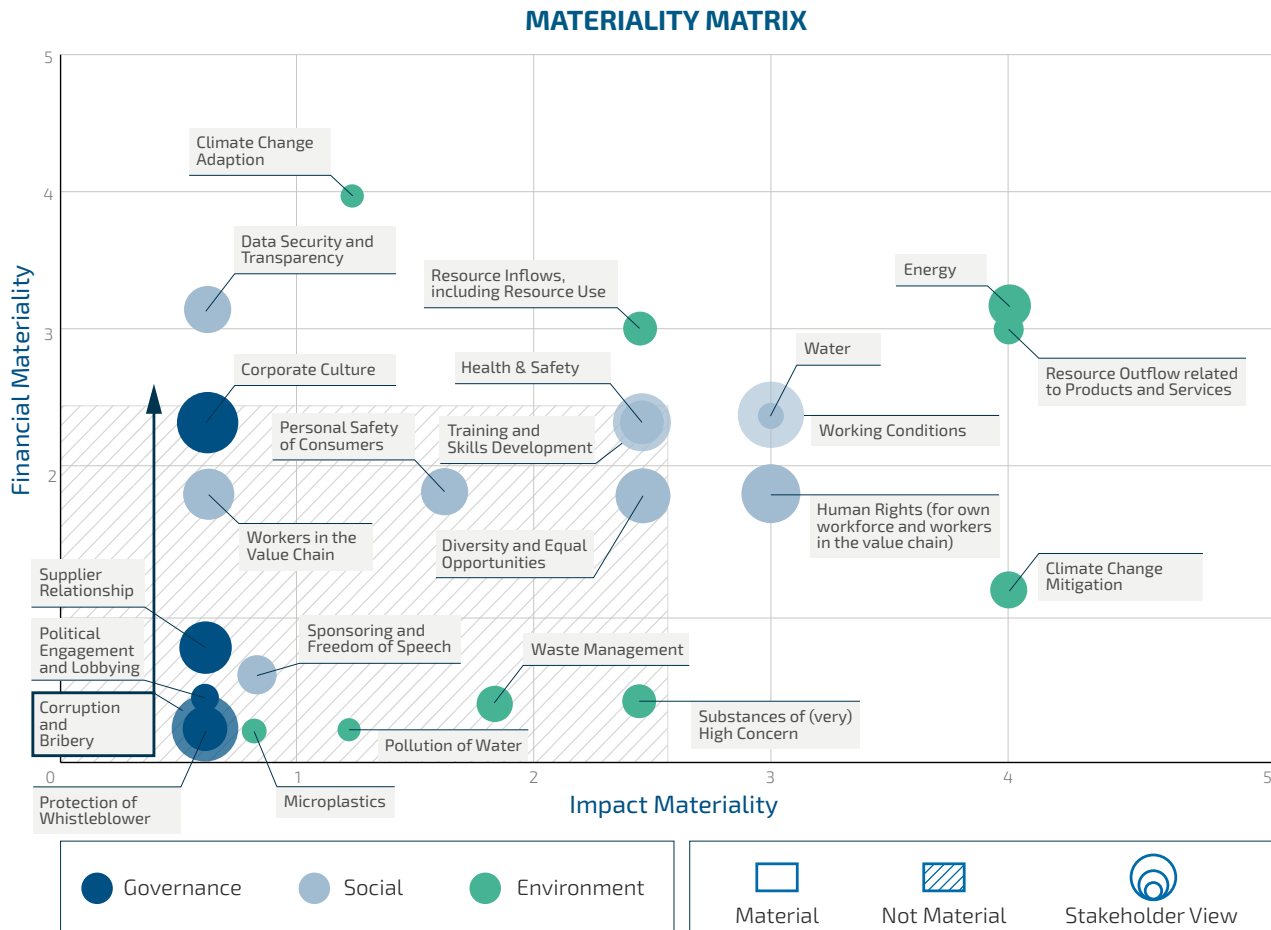 MATERIALITY MATRIX
5
Climate Change
Adaption
4
Data Security and
Transparency
Resource Inflows,
including Resource Use
Energy
3
Water
Resource Outflow related
to Products and Services
Corporate Culture
Health & Safety
Financial Materiality
Personal Safety
of Consumers
Training and
Skills Development
Working Conditions
2
Human Rights (for own
workforce and workers
in the value chain)
Workers in the
Value Chain
Diversity and Equal
Opportunities
Climate Change
Mitigation
Supplier
Relationship
Political
Engagement
and Lobbying
Sponsoring and
Freedom of Speech
Waste Management
Corruption
and
Bribery
Substances of (very)
High Concern
Pollution of Water
0
1
2
3
4
5
Protection of
Whistleblower
Microplastics
Impact Materiality
Governance
Social
Environment
Material
Not Material
Stakeholder View